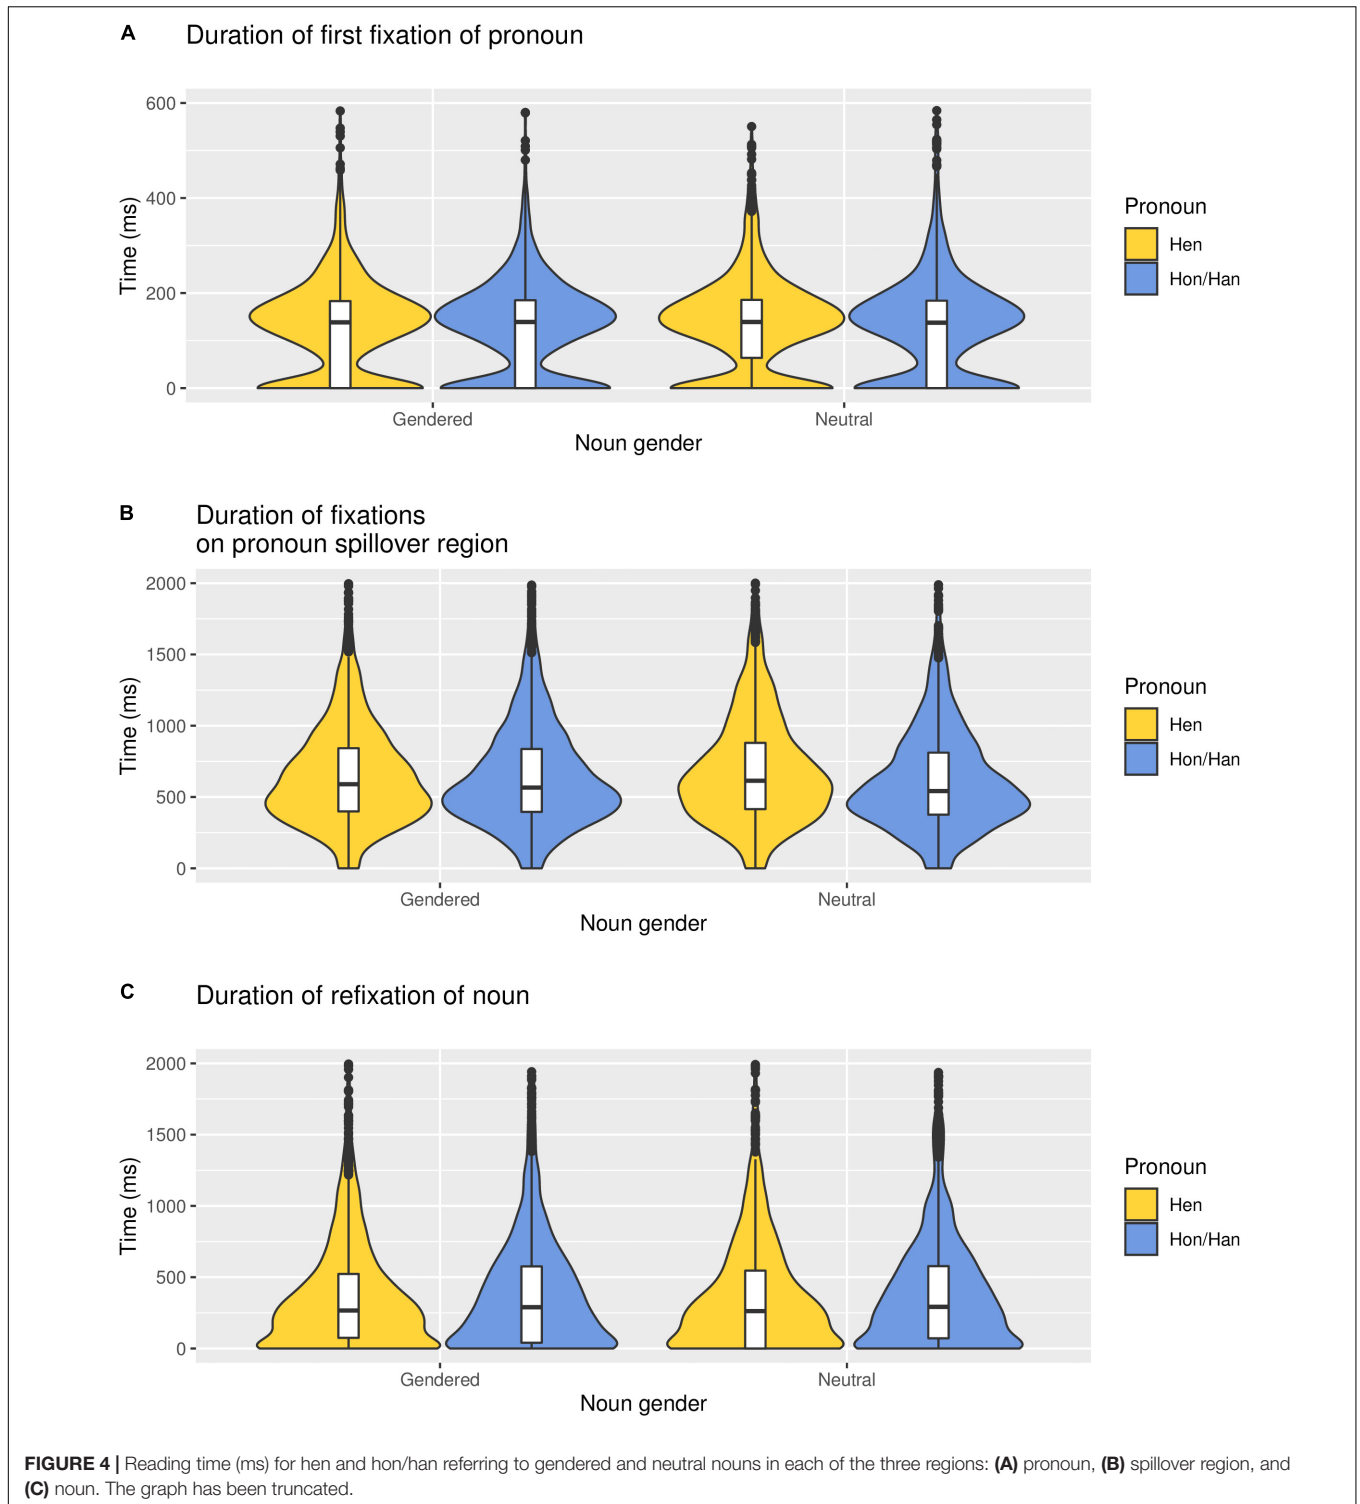 A Duration of first fixation of pronoun
600
400
200
0
Time (ms)
Gendered Neutral
Noun gender
Pronoun
Hen
Hon/Han
B Duration of fixations
on pronoun spillover region
2000
1500
1000
500
0
Time (ms)
Gendered Neutral
Noun gender
Pronoun
Hen
Hon/Han
C Duration of refixation of noun
2000
1500
1000
500
0
Time (ms)
Gendered Neutral
Noun gender
Pronoun
Hen
Hon/Han
FIGURE 4 | Reading time (ms) for hen and hon/han referring to gendered and neutral nouns in each of the three regions: (A) pronoun, (B) spillover region, and
(C) noun. The graph has been truncated.